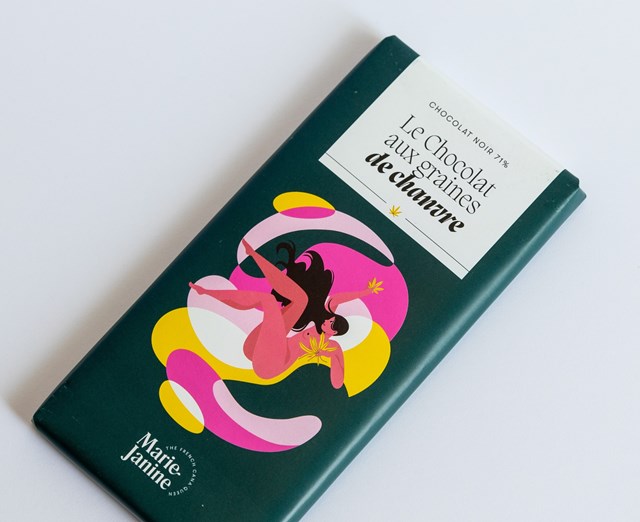 CHOCOLAT NOIR 71%
Le Chocolat
aux graines
de chanvre
Marie-
Janine
THE FRENCH CANA QUEEN